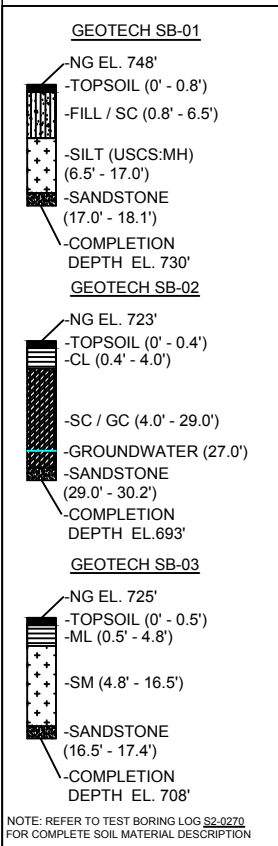 GEOTECH SB-01
-NG EL. 748'
-TOPSOIL (0' - 0.8')
-FILL / SC (0.8' - 6.5')
-SILT (USCS:MH)
(6.5' - 17.0')
-SANDSTONE
(17.0' - 18.1')
-COMPLETION
DEPTH EL. 730'
GEOTECH SB-02
-NG EL. 723'
-TOPSOIL (0' - 0.4')
-CL (0.4' - 4.0')
-SC / GC (4.0' - 29.0')
-GROUNDWATER (27.0')
-SANDSTONE
(29.0' - 30.2')
-COMPLETION
DEPTH EL.693'
GEOTECH SB-03
-NG EL. 725'
-TOPSOIL (0' - 0.5')
-ML (0.5' - 4.8')
-SM (4.8' - 16.5')
-SANDSTONE
(16.5' - 17.4')
-COMPLETION
DEPTH EL. 708'
NOTE: REFER TO TEST BORING LOG S2-0270
FOR COMPLETE SOIL MATERIAL DESCRIPTION